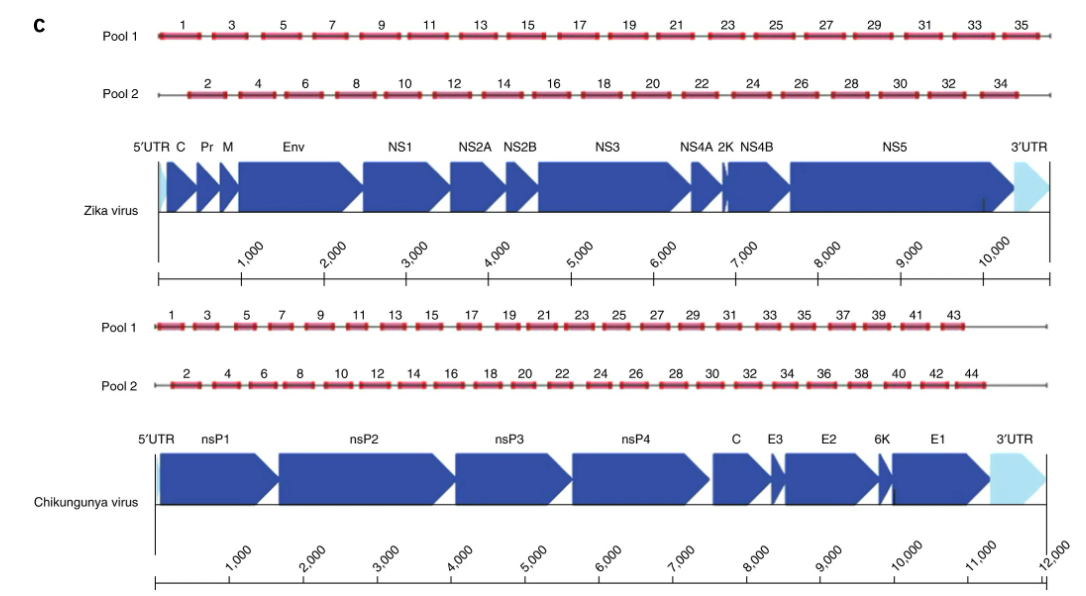 C
Pool 1 1 3 5 7 9 11 13 15 17 19 21 23 25 27 29 31 33 35
Pool 2 2 4 6 8 10 12 14 16 18 20 22 24 26 28 30 32 34
5′UTR C Pr M Env NS1 NS2A NS2B NS3 NS4A 2K NS4B NS5 3′UTR
Zika virus
1,000 2,000 3,000 4,000 5,000 6,000 7,000 8,000 9,000 10,000
Pool 1 1 3 5 7 9 11 13 15 17 19 21 23 25 27 29 31 33 35 37 39 41 43
Pool 2 2 4 6 8 10 12 14 16 18 20 22 24 26 28 30 32 34 36 38 40 42 44
5′UTR nsP1 nsP2 nsP3 nsP4 C E3 E2 6K E1 3′UTR
Chikungunya virus
1,000 2,000 3,000 4,000 5,000 6,000 7,000 8,000 9,000 10,000 11,000 12,000